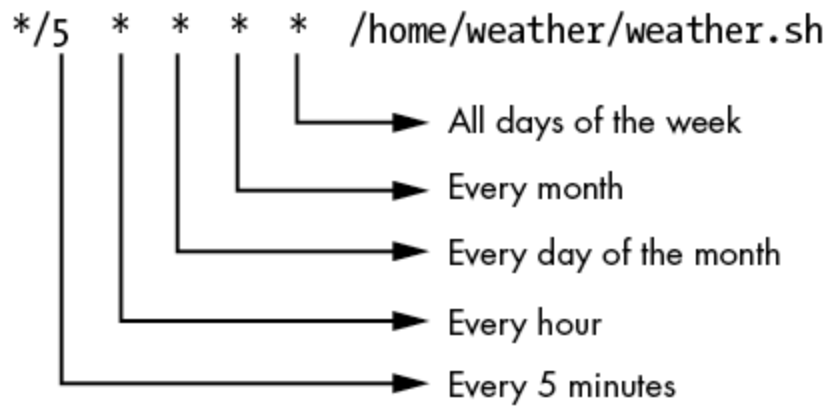 */5 * * * * /home/weather/weather.sh
All days of the week
Every month
Every day of the month
Every hour
Every 5 minutes